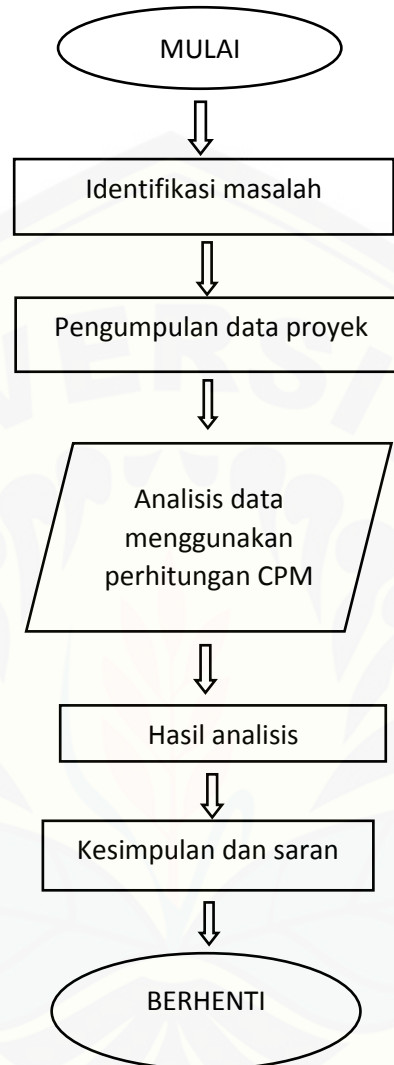 MULAI
Identifikasi masalah
Pengumpulan data proyek
Analisis data
menggunakan
perhitungan CPM
Hasil analisis
Kesimpulan dan saran
BERHENTI